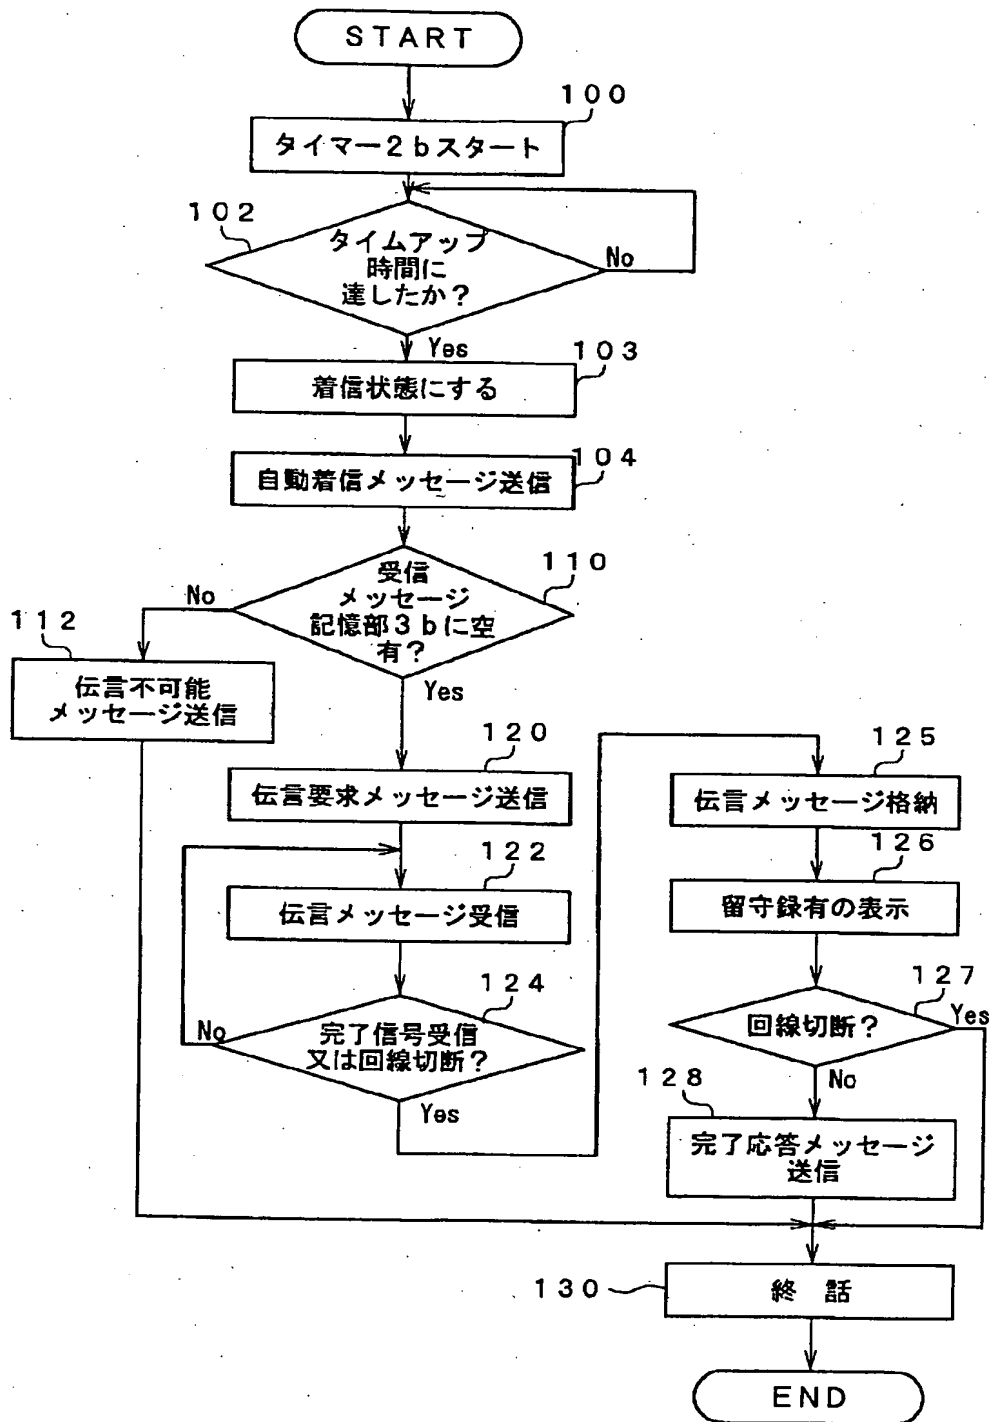 START
100
タイマー2bスタート
102
タイムアップ
時間に
達したか?
No
Yes
103
着信状態にする
104
自動着信メッセージ送信
110
受信
メッセージ
記憶部3bに空
有?
No
Yes
112
伝言不可能
メッセージ送信
120
伝言要求メッセージ送信
122
伝言メッセージ受信
124
完了信号受信
又は回線切断?
No
Yes
125
伝言メッセージ格納
126
留守録有の表示
127
回線切断?
Yes
No
128
完了応答メッセージ
送信
130
終 話
END